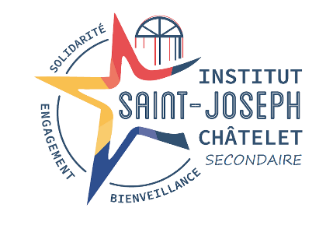 SOLIDARITÉ
ENGAGEMENT
BIENVEILLANCE
INSTITUT
SAINT-JOSEPH
CHÂTELET
SECONDAIRE